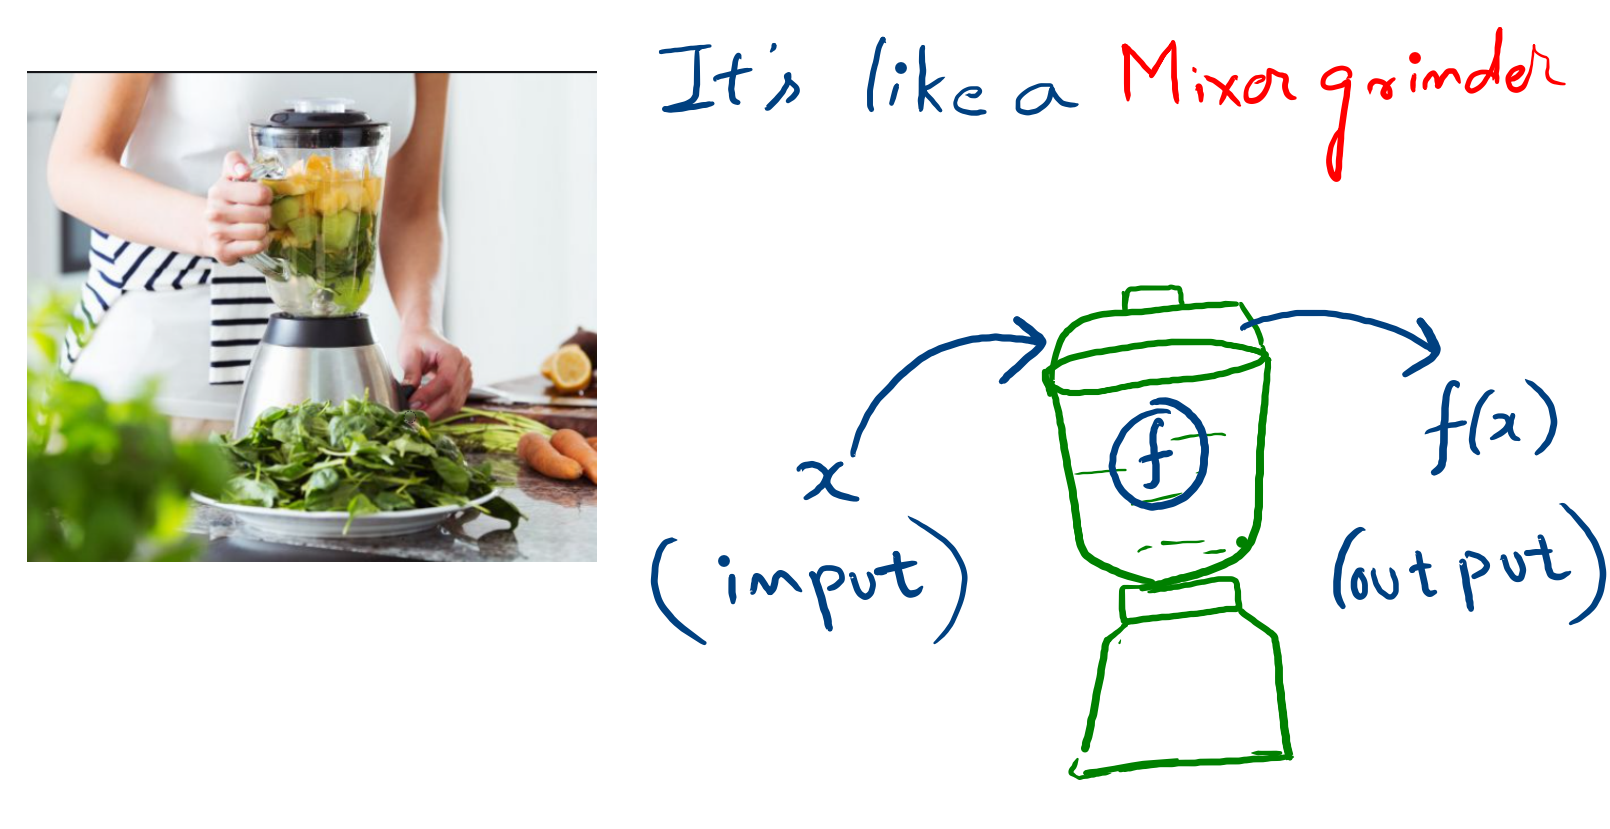 It's like a Mixer grinder
f
x
f(x)
(input)
(output)